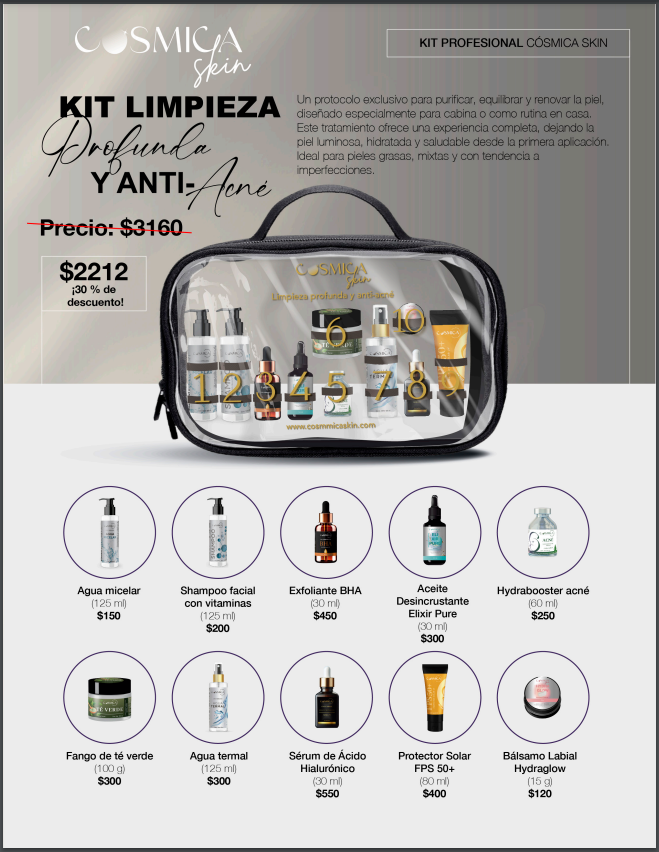 COSMICA
skin
KIT PROFESIONAL CÓSMICA SKIN
KIT LIMPIEZA
Profunda
Y ANTI-Acné
Un protocolo exclusivo para purificar, equilibrar y renovar la piel,
diseñado especialmente para cabina o como rutina en casa.
Este tratamiento ofrece una experiencia completa, dejando la
piel luminosa, hidratada y saludable desde la primera aplicación.
Ideal para pieles grasas, mixtas y con tendencia a
imperfecciones.
Precio: $3160
$2212
¡30 % de
descuento!
COSMICA
skin
Limpieza profunda y anti-acné
1 2 3 4 5 6 7 8 9 10
www.cosmmicaskin.com
Agua micelar
(125 ml)
$150
Shampoo facial
con vitaminas
(125 ml)
$200
Exfoliante BHA
(30 ml)
$450
Aceite
Desincrustante
Elixir Pure
(30 ml)
$300
Hydrabooster acné
(60 ml)
$250
TÉ VERDE
Fango de té verde
(100 g)
$300
Agua termal
(125 ml)
$300
Sérum de Ácido
Hialurónico
(30 ml)
$550
Protector Solar
FPS 50+
(80 ml)
$400
Bálsamo Labial
Hydraglow
(15 g)
$120